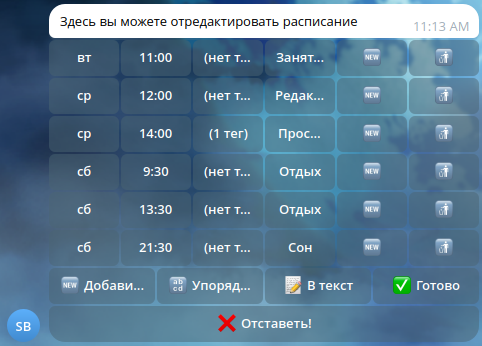 Здесь вы можете отредактировать расписание
11:13 AM
вт 11:00 (нет т... Занят... NEW
ср 12:00 (нет т... Редак... NEW
ср 14:00 (1 тег) Прос... NEW
сб 9:30 (нет т... Отдых NEW
сб 13:30 (нет т... Отдых NEW
сб 21:30 (нет т... Сон NEW
NEW Добави... abcd Упоряд... В текст Готово
SB Отставеть!